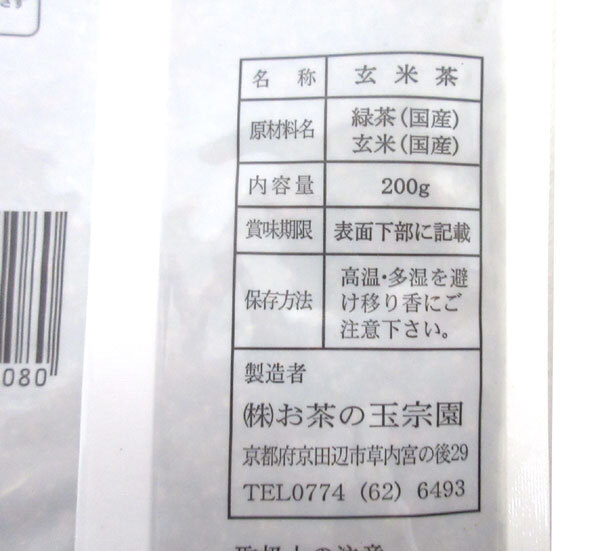 名 称 玄米茶
原材料名 緑茶(国産)
玄米(国産)
内容量 200g
賞味期限 表面下部に記載
保存方法 高温・多湿を避
け移り香にご
注意下さい。
製造者
㈱お茶の玉宗園
京都府京田辺市草内宮の後29
TEL0774 (62) 6493
080